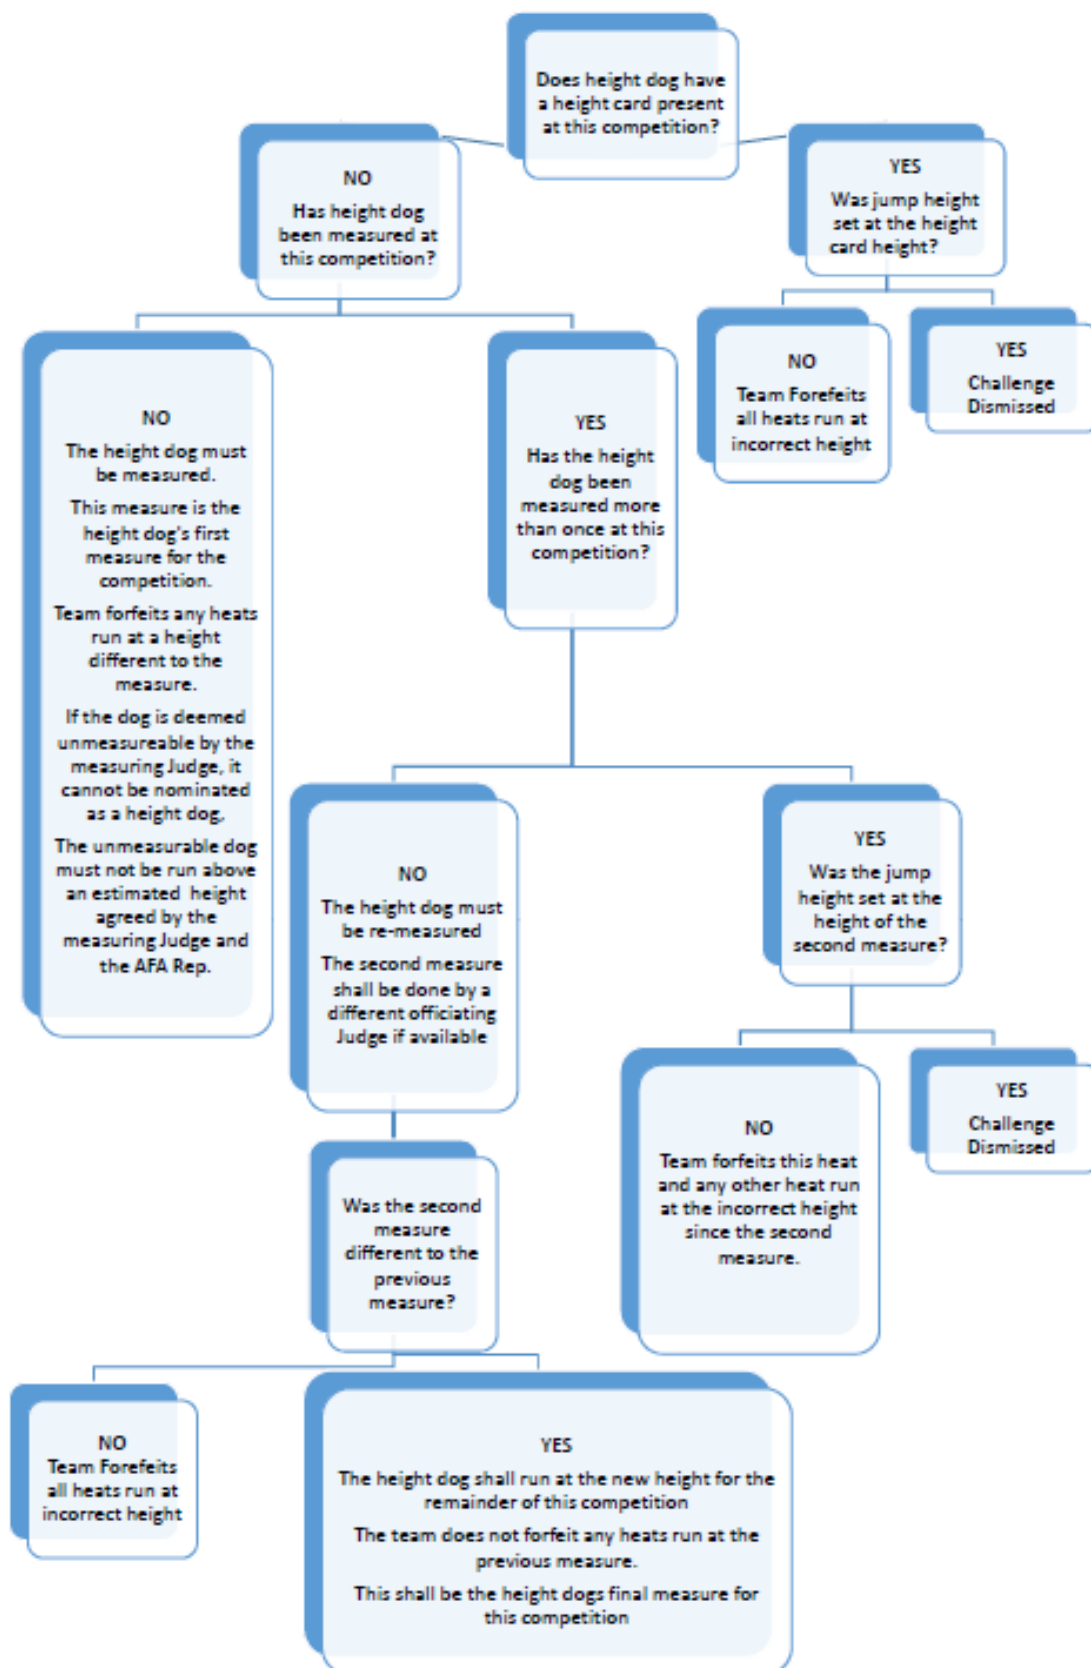 Does height dog have
a height card present
at this competition?
NO
Has height dog
been measured at
this competition?
YES
Was jump height
set at the height
card height?
NO
Team Forefeits
all heats run at
incorrect height
YES
Challenge
Dismissed
NO
The height dog must
be measured.
This measure is the
height dog's first
measure for the
competition.
Team forfeits any heats
run at a height
different to the
measure.
If the dog is deemed
unmeasureable by the
measuring Judge, it
cannot be nominated
as a height dog,
The unmeasurable dog
must not be run above
an estimated height
agreed by the
measuring Judge and
the AFA Rep.
YES
Has the height
dog been
measured more
than once at this
competition?
NO
The height dog must
be re-measured
The second measure
shall be done by a
different officiating
Judge if available
YES
Was the jump
height set at the
height of the
second measure?
NO
Team forfeits this heat
and any other heat run
at the incorrect height
since the second
measure.
YES
Challenge
Dismissed
Was the second
measure
different to the
previous
measure?
NO
Team Forefeits
all heats run at
incorrect height
YES
The height dog shall run at the new height for the
remainder of this competition
The team does not forfeit any heats run at the
previous measure.
This shall be the height dogs final measure for
this competition